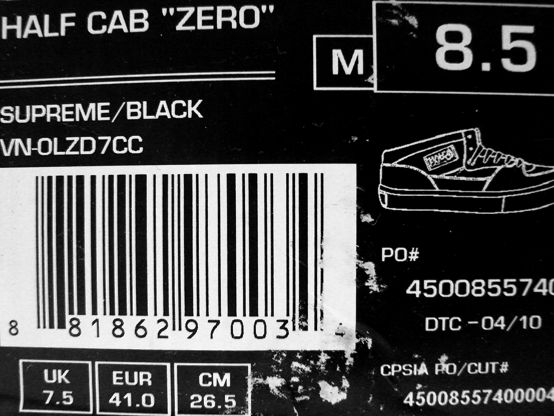 HALF CAB "ZERO"
M 8.5
SUPREME/BLACK
VN-0LZD7CC
8 81862 97003 4
PO#
4500855740
DTC-04/10
CPSIA PO/CUT#
45008557400004
UK EUR CM
7.5 41.0 26.5